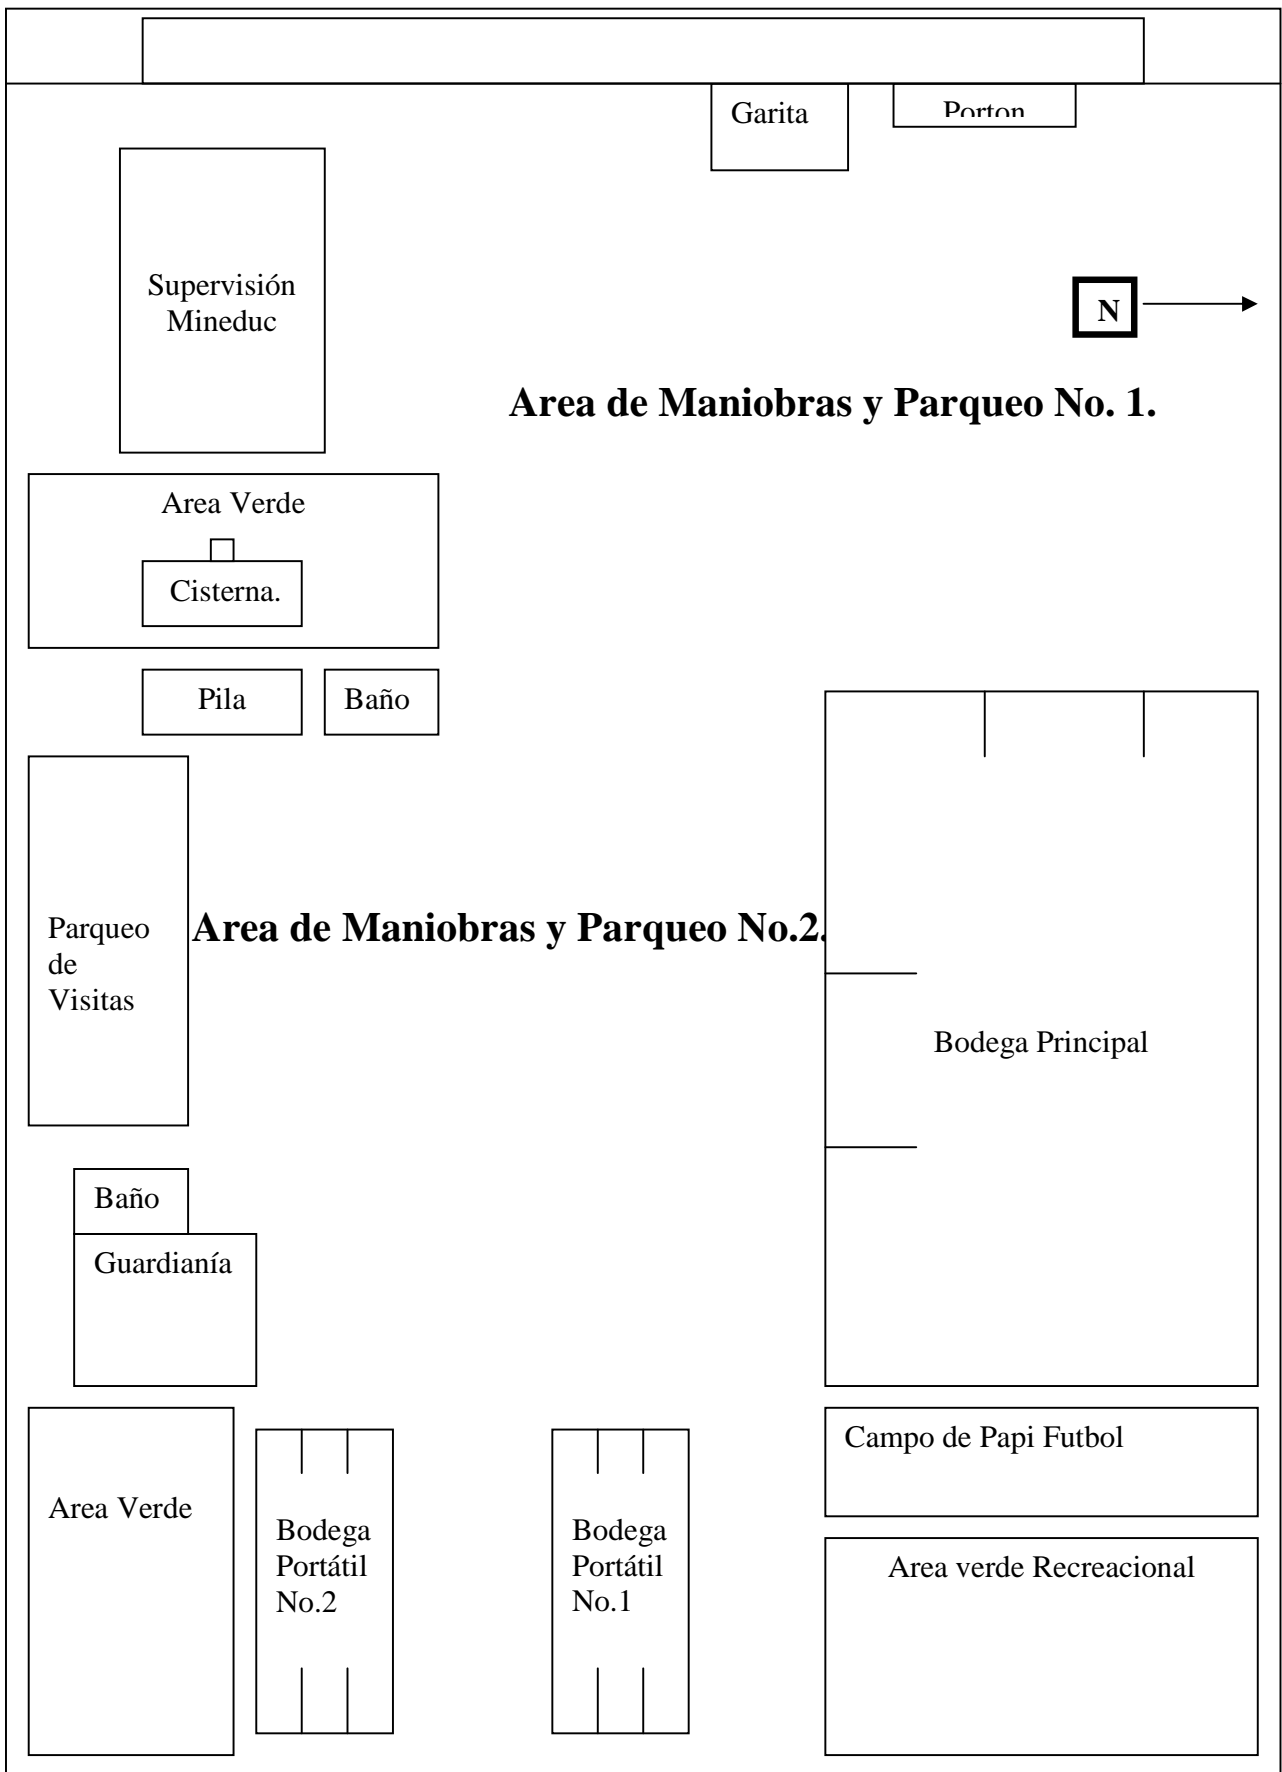 Garita
Porton
Supervisión
Mineduc
N
Area de Maniobras y Parqueo No. 1.
Area Verde
Cisterna.
Pila
Baño
Parqueo
de
Visitas
Area de Maniobras y Parqueo No.2.
Bodega Principal
Baño
Guardianía
Campo de Papi Futbol
Area Verde
Bodega
Portátil
No.2
Bodega
Portátil
No.1
Area verde Recreacional